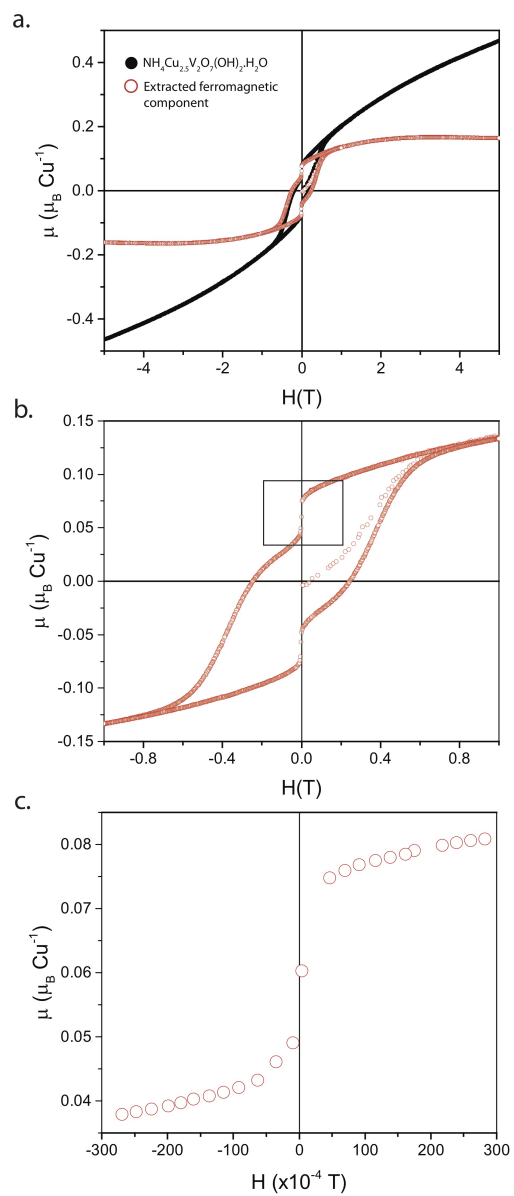 a.
NH₄Cu₂.₅V₂O₇(OH)₂.H₂O
Extracted ferromagnetic
component
0.4
0.2
0.0
-0.2
-0.4
μ (μB Cu⁻¹)
-4 -2 0 2 4
H(T)
b.
0.15
0.10
0.05
0.00
-0.05
-0.10
-0.15
μ (μB Cu⁻¹)
-0.8 -0.4 0.0 0.4 0.8
H(T)
c.
0.08
0.07
0.06
0.05
0.04
μ (μB Cu⁻¹)
-300 -200 -100 0 100 200 300
H (x10⁻⁴ T)